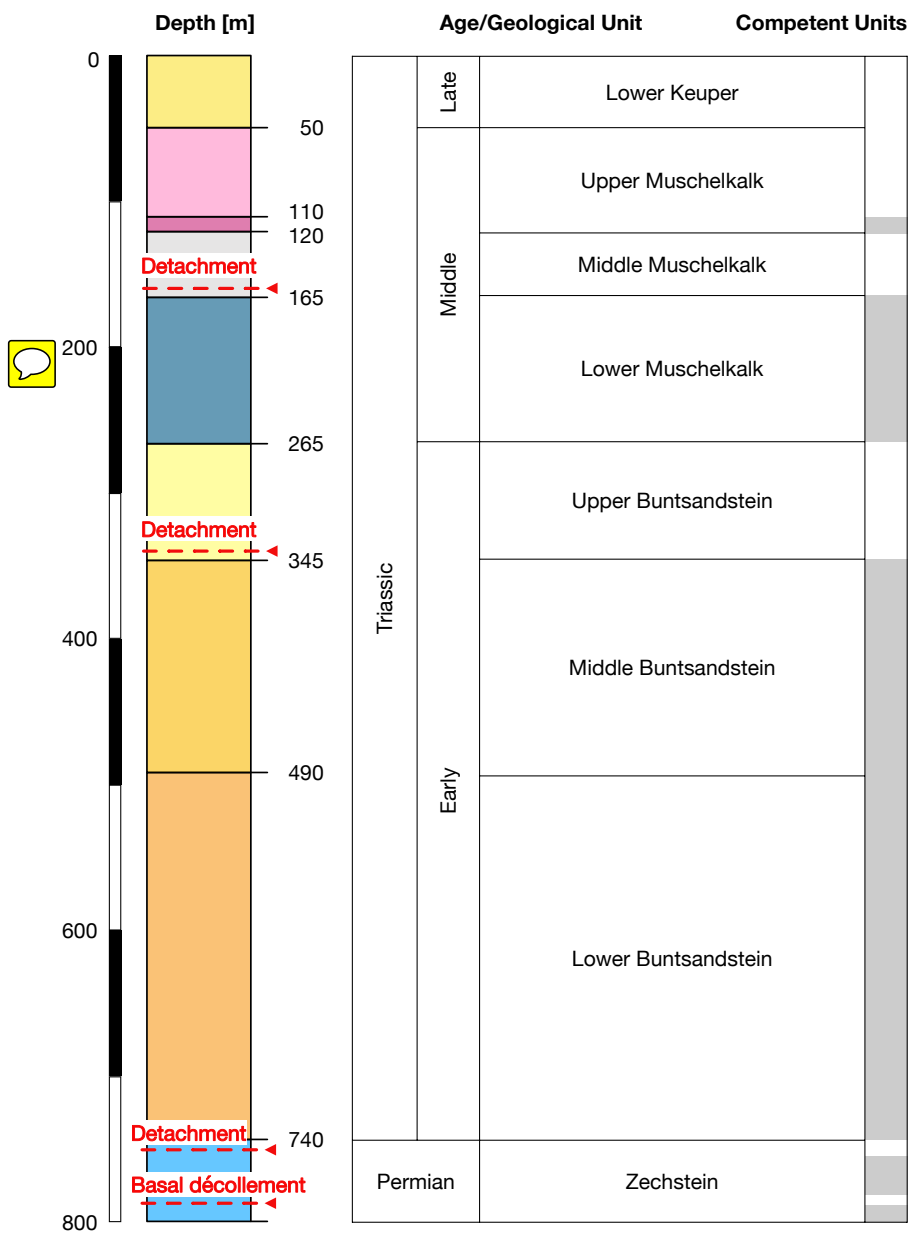 Depth [m] Age/Geological Unit Competent Units
0
Late
Lower Keuper
50
Upper Muschelkalk
110
120
Detachment
Middle Muschelkalk
165
Middle
200
Lower Muschelkalk
265
Upper Buntsandstein
Detachment
345
Triassic
400
Middle Buntsandstein
490
Early
600
Lower Buntsandstein
Detachment
740
Permian
Zechstein
Basal décollement
800